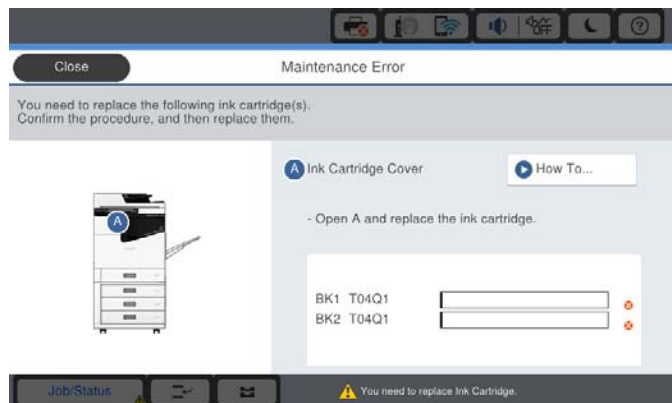 OFF
Close
Maintenance Error
You need to replace the following ink cartridge(s).
Confirm the procedure, and then replace them.
A Ink Cartridge Cover
How To...
A
- Open A and replace the ink cartridge.
BK1 T04Q1
BK2 T04Q1
Job/Status
You need to replace Ink Cartridge.